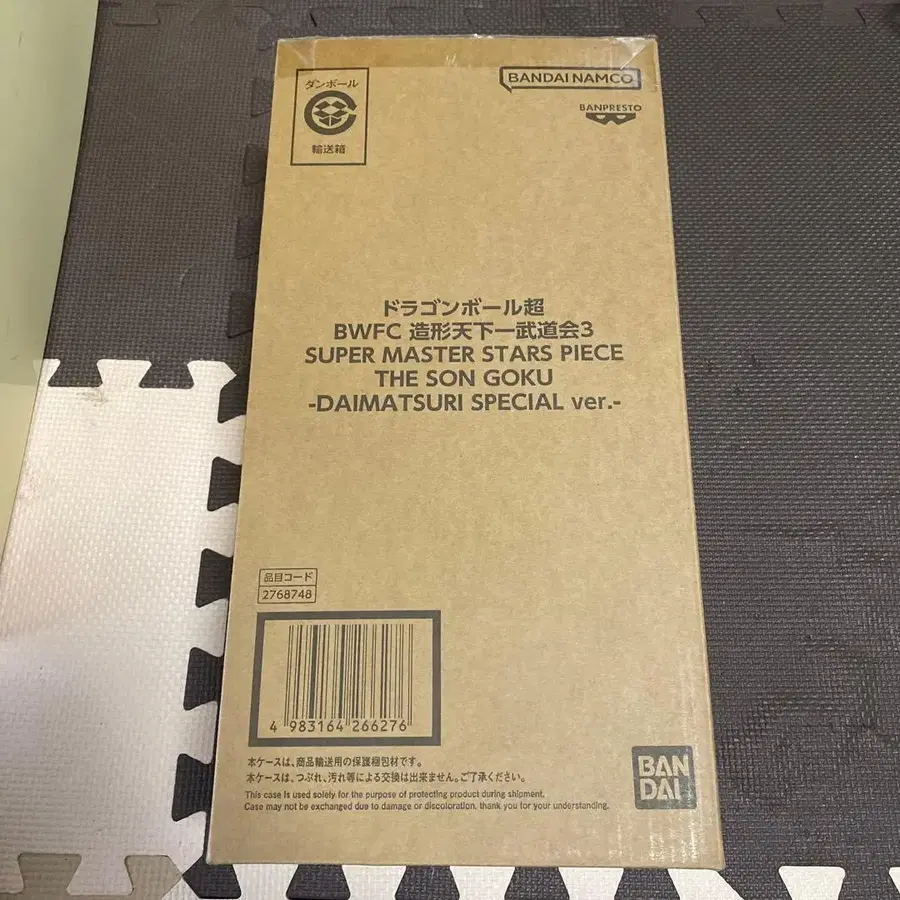 ダンボール
輸送箱
BANDAI NAMCO
BANPRESTO
ドラゴンボール超
BWFC 造形天下一武道会3
SUPER MASTER STARS PIECE
THE SON GOKU
-DAIMATSURI SPECIAL ver.-
品目コード
2768748
4 983164 266276
本ケースは、商品輸送用の保護梱包材です。
本ケースは、つぶれ、汚れ等による交換は出来ません。ご了承ください。
This case is used solely for the purpose of protecting product during shipment.
Case may not be exchanged due to damage or discoloration. thank you for your understanding.
BAN
DAI